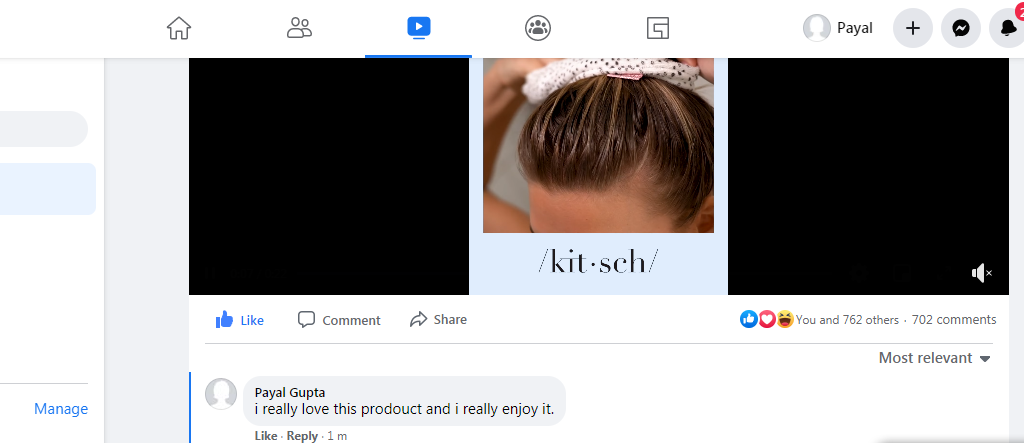 Payal
2
/kit·sch/
Like
Comment
Share
You and 762 others · 702 comments
Most relevant
Payal Gupta
i really love this prodouct and i really enjoy it.
Like · Reply · 1 m
Manage